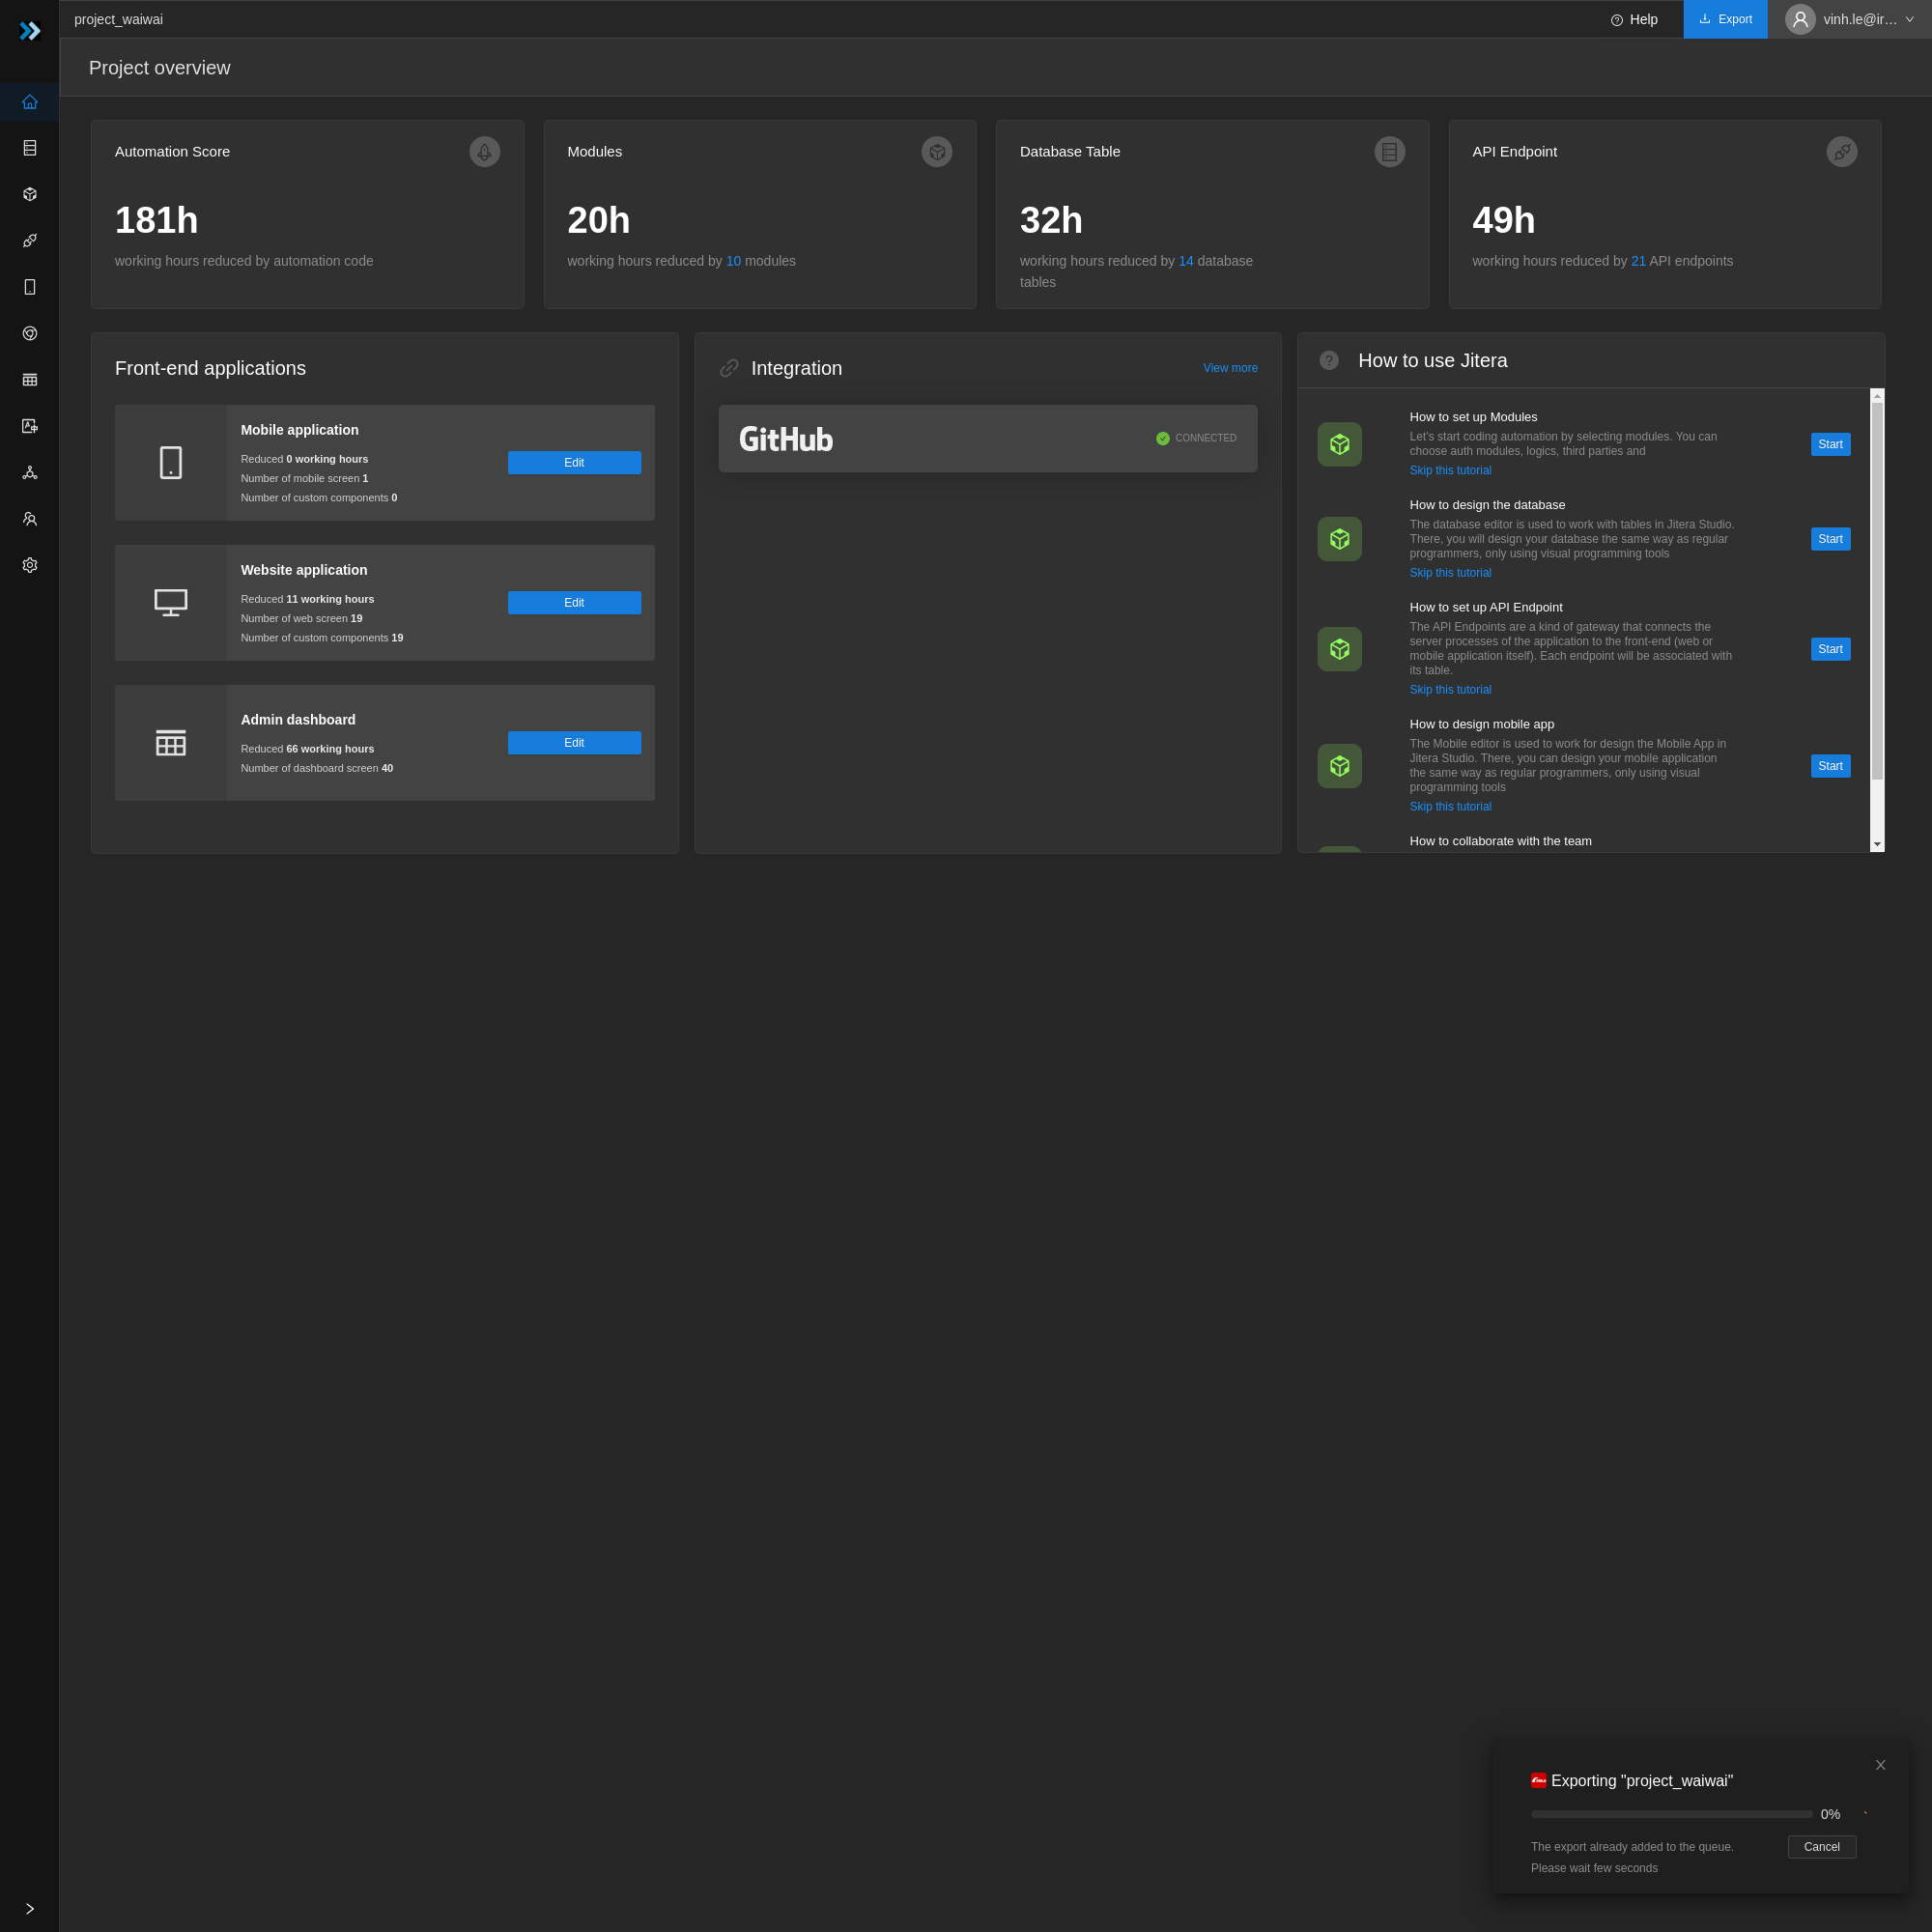 project_waiwai
Help
Export
vinh.le@ir…
Project overview
Automation Score
181h
working hours reduced by automation code
Modules
20h
working hours reduced by 10 modules
Database Table
32h
working hours reduced by 14 database
tables
API Endpoint
49h
working hours reduced by 21 API endpoints
Front-end applications
Mobile application
Reduced 0 working hours
Number of mobile screen 1
Number of custom components 0
Edit
Website application
Reduced 11 working hours
Number of web screen 19
Number of custom components 19
Edit
Admin dashboard
Reduced 66 working hours
Number of dashboard screen 40
Edit
Integration
View more
GitHub
CONNECTED
How to use Jitera
How to set up Modules
Let's start coding automation by selecting modules. You can
choose auth modules, logics, third parties and
Skip this tutorial
Start
How to design the database
The database editor is used to work with tables in Jitera Studio.
There, you will design your database the same way as regular
programmers, only using visual programming tools
Skip this tutorial
Start
How to set up API Endpoint
The API Endpoints are a kind of gateway that connects the
server processes of the application to the front-end (web or
mobile application itself). Each endpoint will be associated with
its table.
Skip this tutorial
Start
How to design mobile app
The Mobile editor is used to work for design the Mobile App in
Jitera Studio. There, you can design your mobile application
the same way as regular programmers, only using visual
programming tools
Skip this tutorial
Start
How to collaborate with the team
Exporting "project_waiwai"
0%
The export already added to the queue.
Please wait few seconds
Cancel